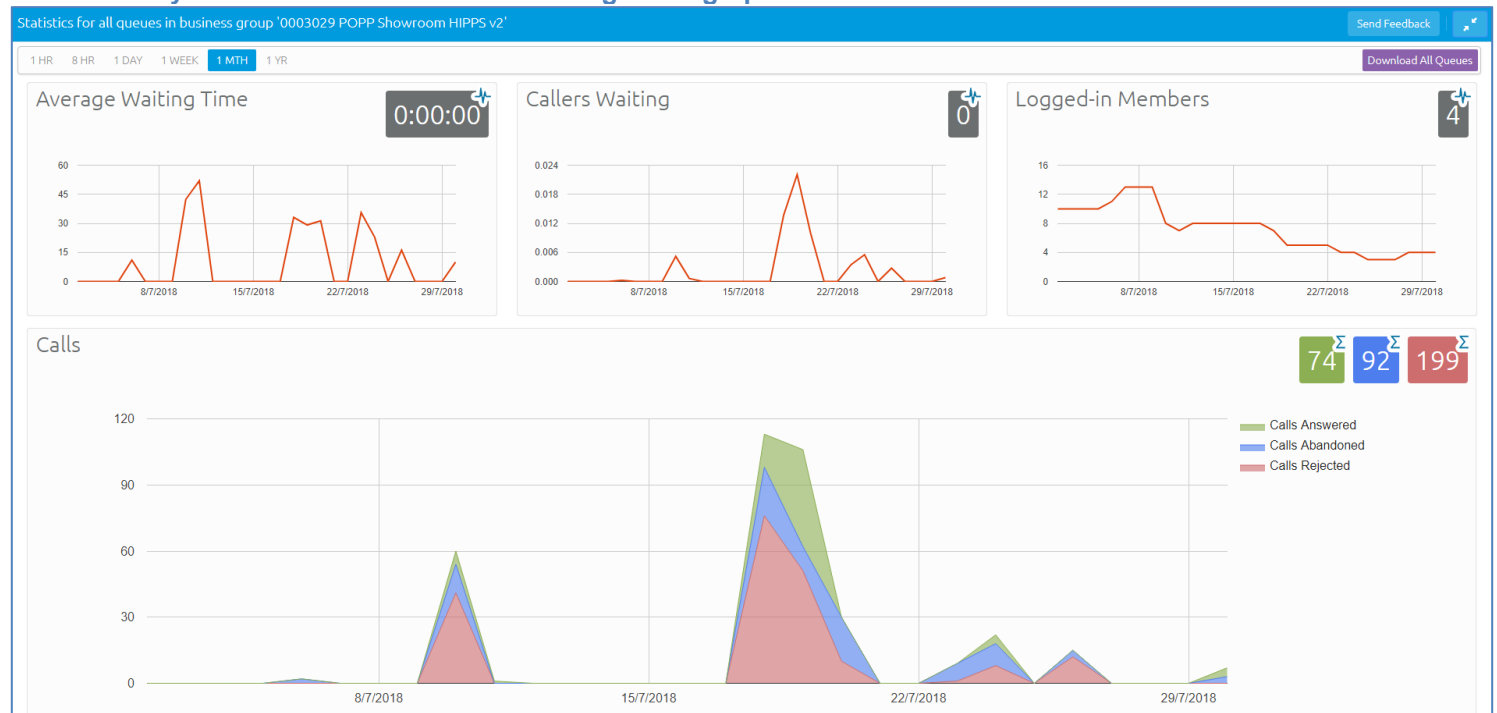 Statistics for all queues in business group '0003029 POPP Showroom HIPPS v2'
Send Feedback
1 HR 8 HR 1 DAY 1 WEEK 1 MTH 1 YR
Download All Queues
Average Waiting Time
0:00:00
60
45
30
15
0
8/7/2018 15/7/2018 22/7/2018 29/7/2018
Callers Waiting
0
0.024
0.018
0.012
0.006
0.000
8/7/2018 15/7/2018 22/7/2018 29/7/2018
Logged-in Members
4
16
12
8
4
0
8/7/2018 15/7/2018 22/7/2018 29/7/2018
Calls
Σ Σ Σ
74 92 199
120
90
60
30
0
8/7/2018 15/7/2018 22/7/2018 29/7/2018
Calls Answered
Calls Abandoned
Calls Rejected